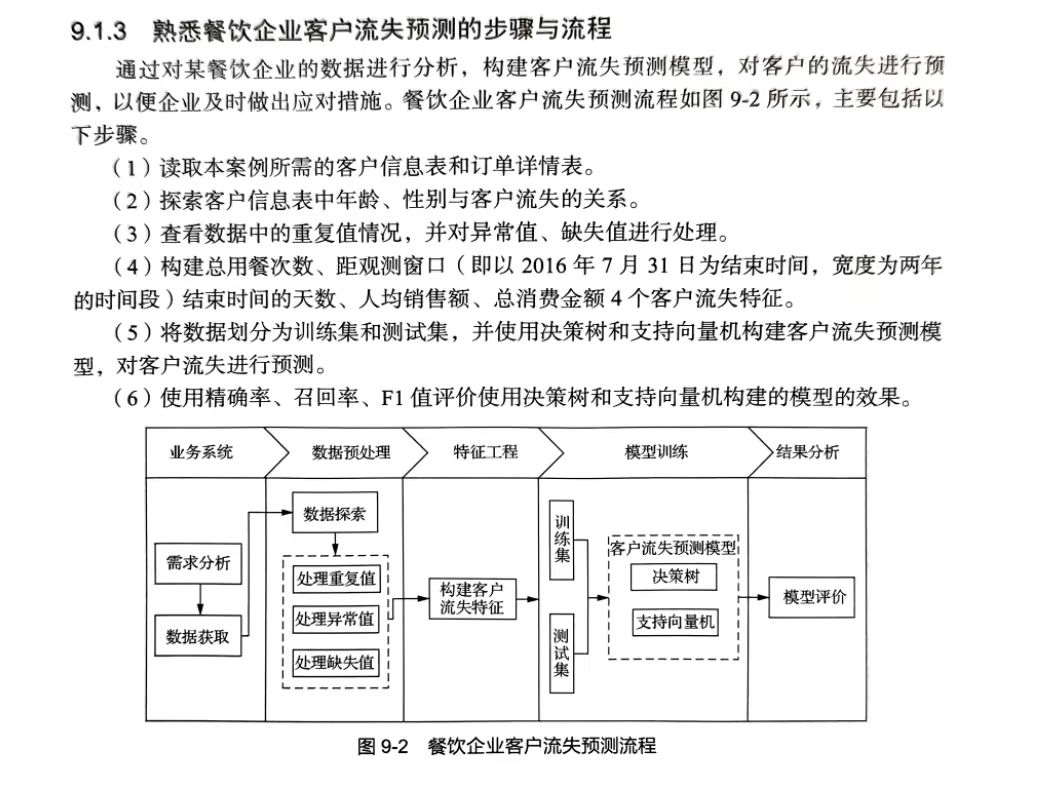 9.1.3 熟悉餐饮企业客户流失预测的步骤与流程
通过对某餐饮企业的数据进行分析，构建客户流失预测模型，对客户的流失进行预
测，以便企业及时做出应对措施。餐饮企业客户流失预测流程如图 9-2 所示，主要包括以
下步骤。
（1）读取本案例所需的客户信息表和订单详情表。
（2）探索客户信息表中年龄、性别与客户流失的关系。
（3）查看数据中的重复值情况，并对异常值、缺失值进行处理。
（4）构建总用餐次数、距观测窗口（即以 2016 年 7 月 31 日为结束时间，宽度为两年
的时间段）结束时间的天数、人均销售额、总消费金额 4 个客户流失特征。
（5）将数据划分为训练集和测试集，并使用决策树和支持向量机构建客户流失预测模
型，对客户流失进行预测。
（6）使用精确率、召回率、F1 值评价使用决策树和支持向量机构建的模型的效果。
业务系统
数据预处理
特征工程
模型训练
结果分析
需求分析
数据获取
数据探索
处理重复值
处理异常值
处理缺失值
构建客户
流失特征
训练集
测试集
客户流失预测模型
决策树
支持向量机
模型评价
图 9-2 餐饮企业客户流失预测流程